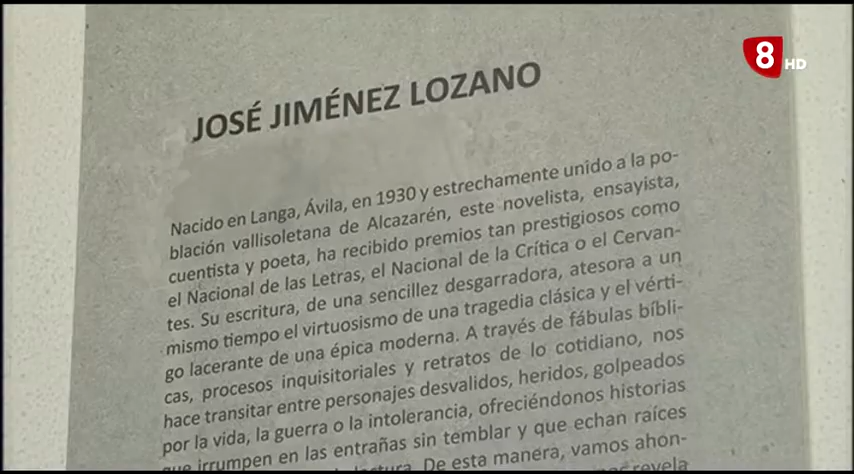 8 HD
JOSÉ JIMÉNEZ LOZANO
Nacido en Langa, Ávila, en 1930 y estrechamente unido a la po-
blación vallisoletana de Alcazarén, este novelista, ensayista,
cuentista y poeta, ha recibido premios tan prestigiosos como
el Nacional de las Letras, el Nacional de la Crítica o el Cervan-
tes. Su escritura, de una sencillez desgarradora, atesora a un
mismo tiempo el virtuosismo de una tragedia clásica y el vérti-
go lacerante de una épica moderna. A través de fábulas bíbli-
cas, procesos inquisitoriales y retratos de lo cotidiano, nos
hace transitar entre personajes desvalidos, heridos, golpeados
por la vida, la guerra o la intolerancia, ofreciéndonos historias
que irrumpen en las entrañas sin temblar y que echan raíces
De esta manera, vamos ahon-
revela